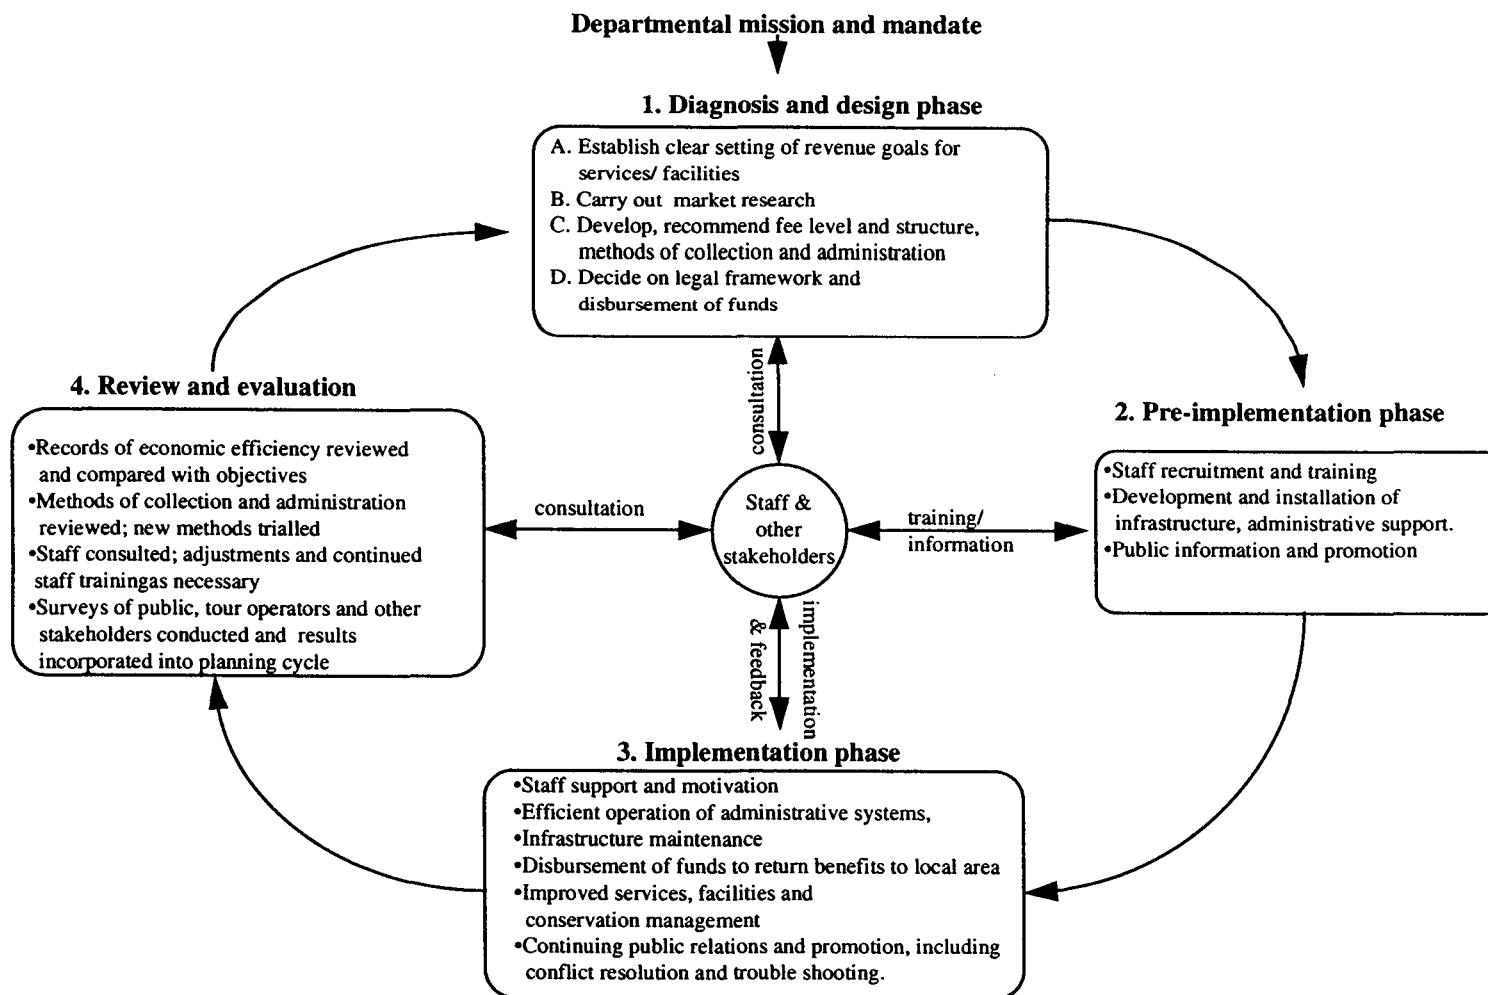 Departmental mission and mandate
1. Diagnosis and design phase
A. Establish clear setting of revenue goals for
services/ facilities
B. Carry out market research
C. Develop, recommend fee level and structure,
methods of collection and administration
D. Decide on legal framework and
disbursement of funds
consultation
4. Review and evaluation
•Records of economic efficiency reviewed
and compared with objectives
•Methods of collection and administration
reviewed; new methods trialled
•Staff consulted; adjustments and continued
staff trainingas necessary
•Surveys of public, tour operators and other
stakeholders conducted and results
incorporated into planning cycle
consultation
Staff &
other
stakeholders
training/
information
2. Pre-implementation phase
•Staff recruitment and training
•Development and installation of
infrastructure, administrative support.
•Public information and promotion
implementation
& feedback
3. Implementation phase
•Staff support and motivation
•Efficient operation of administrative systems,
•Infrastructure maintenance
•Disbursement of funds to return benefits to local area
•Improved services, facilities and
conservation management
•Continuing public relations and promotion, including
conflict resolution and trouble shooting.